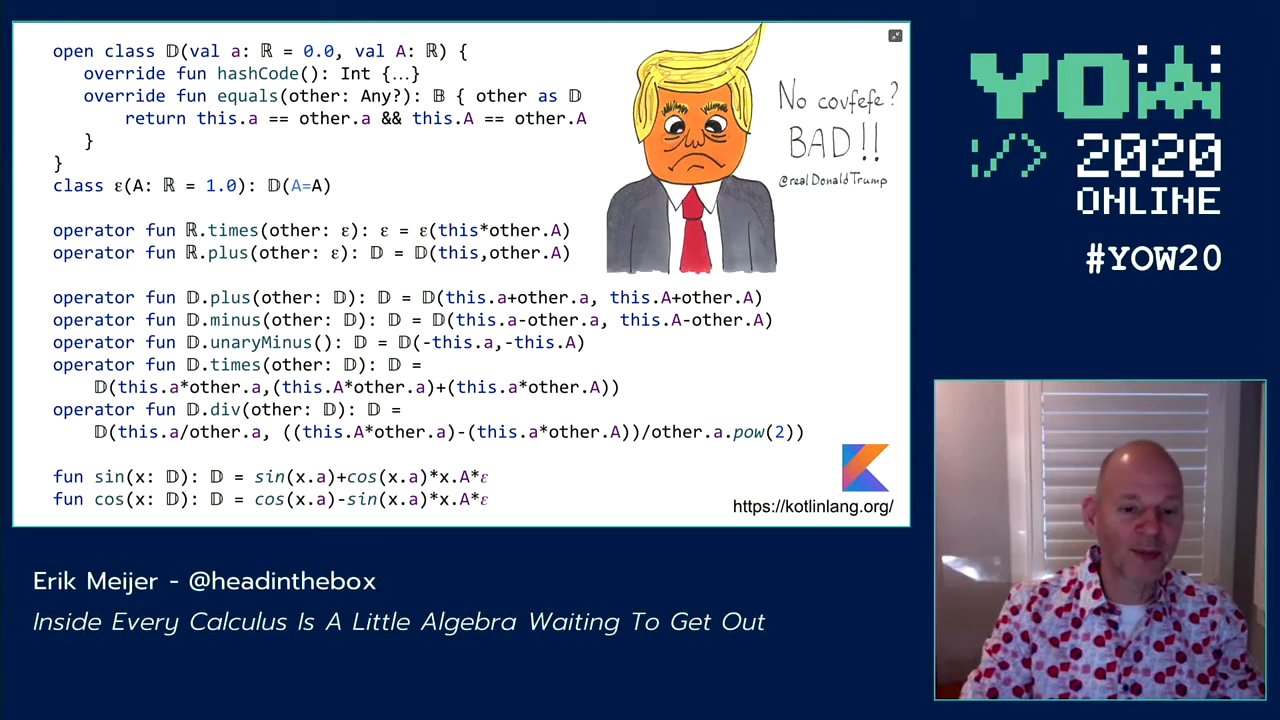 open class 𝔻(val a: ℝ = 0.0, val A: ℝ) {
override fun hashCode(): Int {…}
override fun equals(other: Any?): 𝔹 { other as 𝔻
return this.a == other.a && this.A == other.A
}
}
class ε(A: ℝ = 1.0): 𝔻(A=A)
operator fun ℝ.times(other: ε): ε = ε(this*other.A)
operator fun ℝ.plus(other: ε): 𝔻 = 𝔻(this,other.A)
operator fun 𝔻.plus(other: 𝔻): 𝔻 = 𝔻(this.a+other.a, this.A+other.A)
operator fun 𝔻.minus(other: 𝔻): 𝔻 = 𝔻(this.a-other.a, this.A-other.A)
operator fun 𝔻.unaryMinus(): 𝔻 = 𝔻(-this.a,-this.A)
operator fun 𝔻.times(other: 𝔻): 𝔻 =
𝔻(this.a*other.a,(this.A*other.a)+(this.a*other.A))
operator fun 𝔻.div(other: 𝔻): 𝔻 =
𝔻(this.a/other.a, ((this.A*other.a)-(this.a*other.A))/other.a.pow(2))
fun sin(x: 𝔻): 𝔻 = sin(x.a)+cos(x.a)*x.A*ε
fun cos(x: 𝔻): 𝔻 = cos(x.a)-sin(x.a)*x.A*ε
No covfefe?
BAD!!
@realDonaldTrump
https://kotlinlang.org/
YOW
:/> 2020
ONLINE
#YOW20
Erik Meijer - @headinthebox
Inside Every Calculus Is A Little Algebra Waiting To Get Out